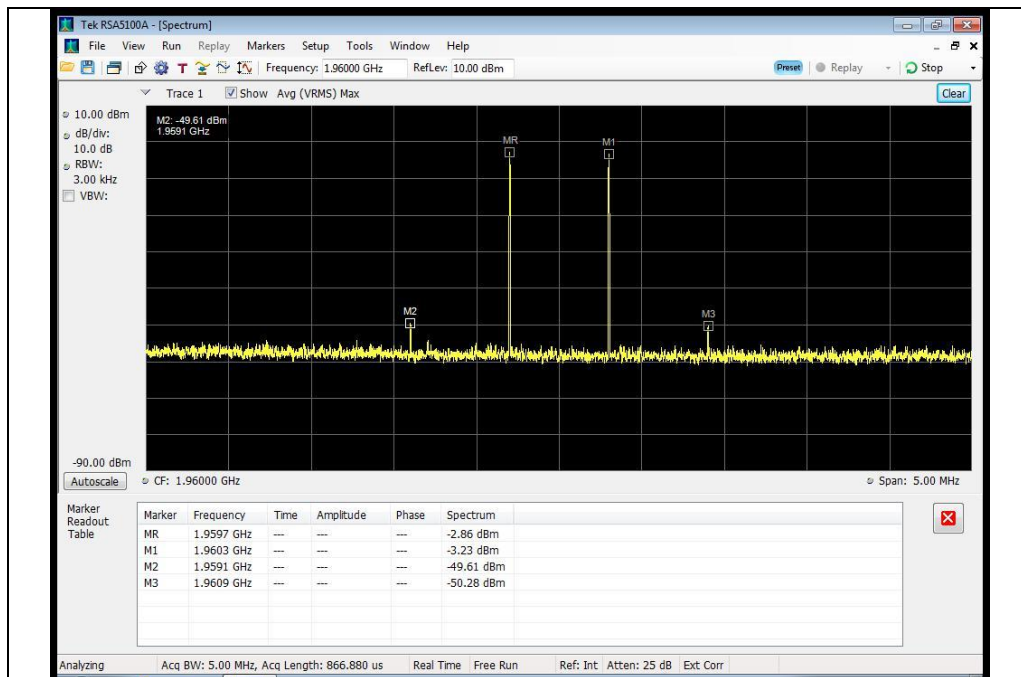 Tek RSA5100A - [Spectrum]
File View Run Replay Markers Setup Tools Window Help
T Frequency: 1.96000 GHz RefLev: 10.00 dBm Preset Replay Stop
Trace 1 Show Avg (VRMS) Max Clear
10.00 dBm
dB/div:
10.0 dB
RBW:
3.00 kHz
VBW:
M2: -49.61 dBm
1.9591 GHz
MR
M1
M2
M3
-90.00 dBm
Autoscale CF: 1.96000 GHz Span: 5.00 MHz
Marker
Readout
Table
Marker Frequency Time Amplitude Phase Spectrum
MR 1.9597 GHz --- --- --- -2.86 dBm
M1 1.9603 GHz --- --- --- -3.23 dBm
M2 1.9591 GHz --- --- --- -49.61 dBm
M3 1.9609 GHz --- --- --- -50.28 dBm
Analyzing Acq BW: 5.00 MHz, Acq Length: 866.880 us Real Time Free Run Ref: Int Atten: 25 dB Ext Corr